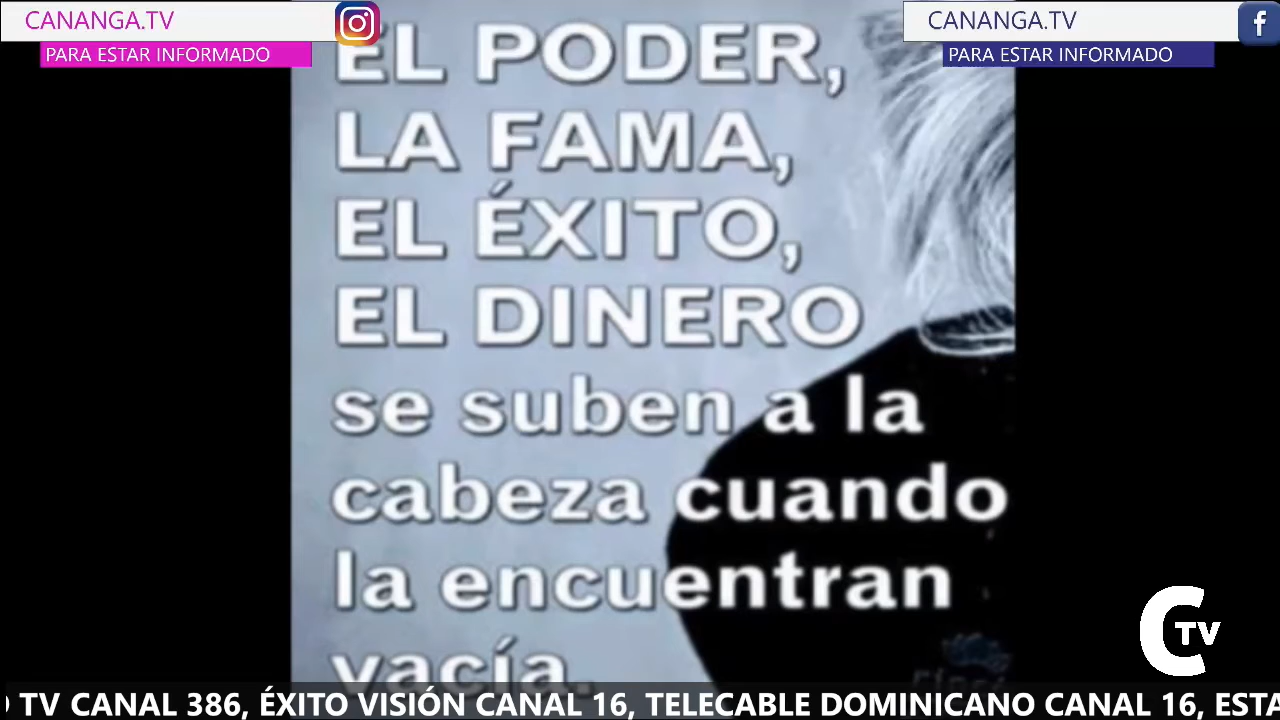 CANANGA.TV
PARA ESTAR INFORMADO
CANANGA.TV
PARA ESTAR INFORMADO
EL PODER,
LA FAMA,
EL ÉXITO,
EL DINERO
se suben a la
cabeza cuando
la encuentran
vacía.
C TV
TV CANAL 386, ÉXITO VISIÓN CANAL 16, TELECABLE DOMINICANO CANAL 16, ESTA